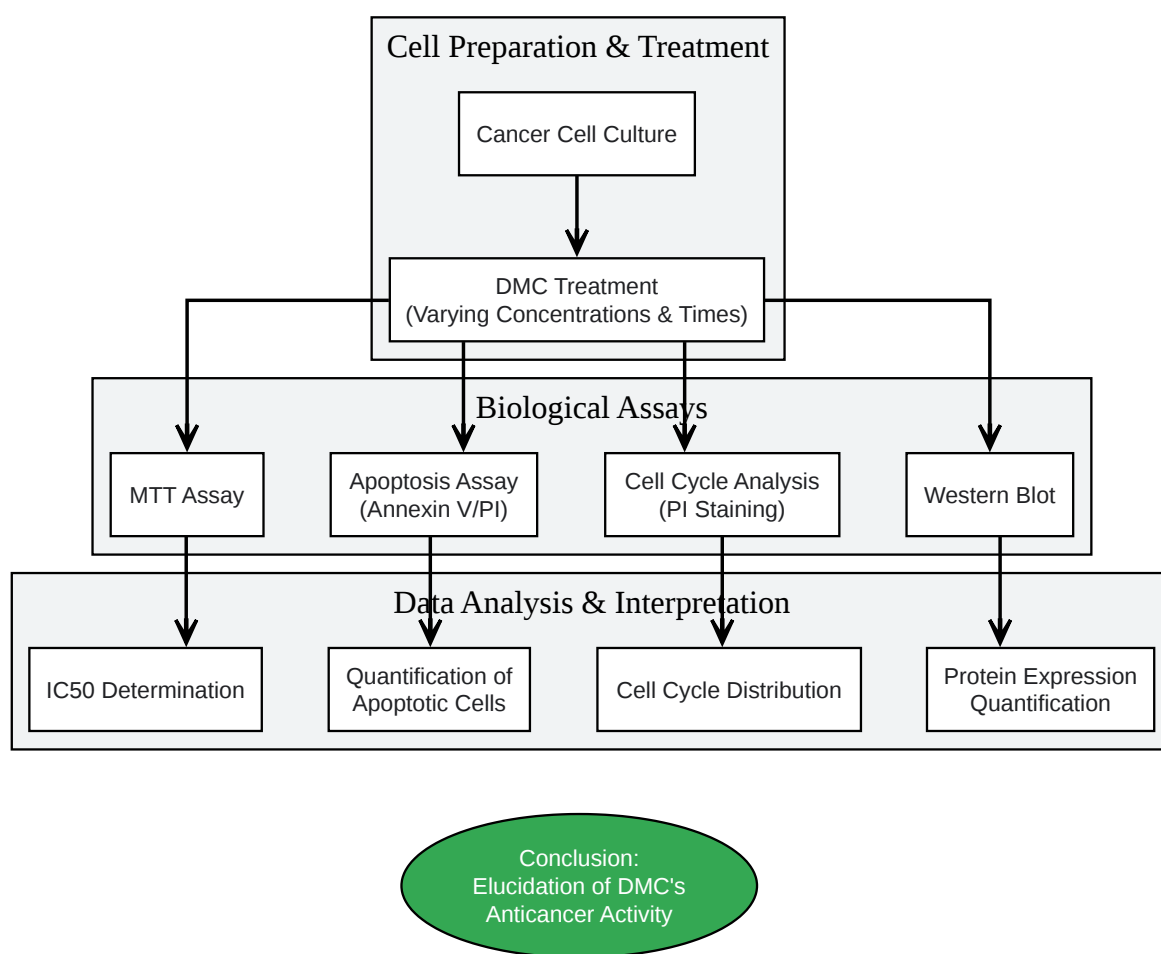 Cell Preparation & Treatment
Cancer Cell Culture
DMC Treatment
(Varying Concentrations & Times)
Biological Assays
MTT Assay
Apoptosis Assay
(Annexin V/PI)
Cell Cycle Analysis
(PI Staining)
Western Blot
Data Analysis & Interpretation
IC50 Determination
Quantification of
Apoptotic Cells
Cell Cycle Distribution
Protein Expression
Quantification
Conclusion:
Elucidation of DMC's
Anticancer Activity